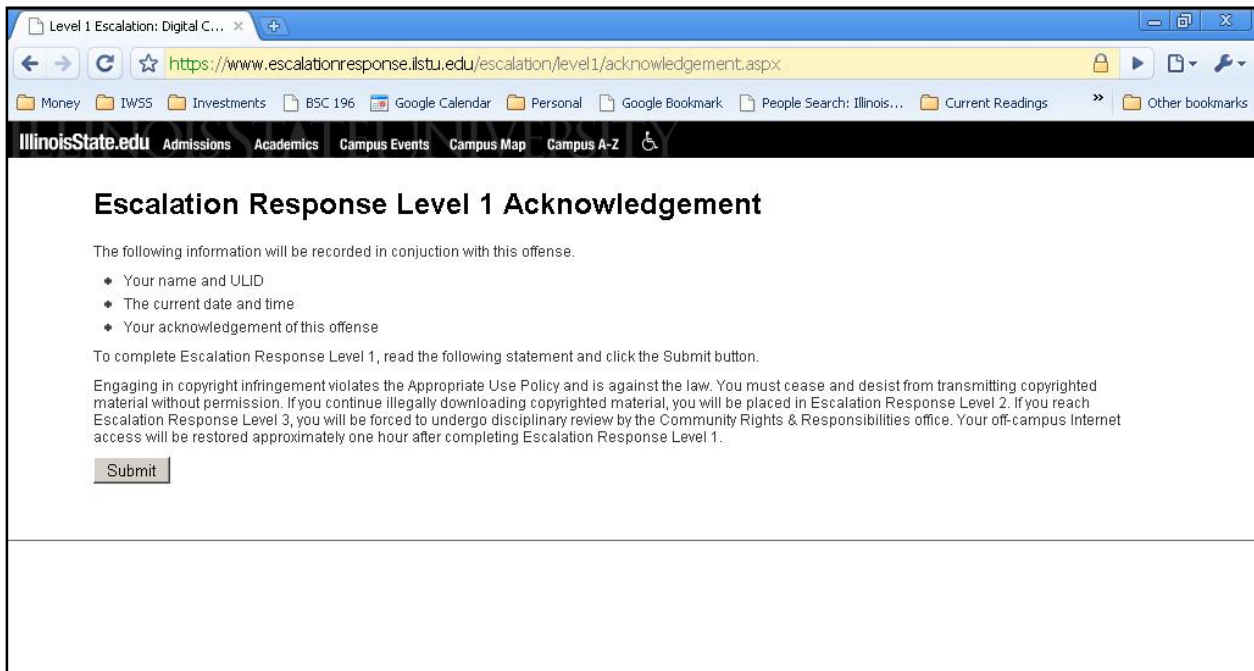 Level 1 Escalation: Digital C...
https://www.escalationresponse.ilstu.edu/escalation/level1/acknowledgement.aspx
Money IWSS Investments BSC 196 Google Calendar Personal Google Bookmark People Search: Illinois... Current Readings » Other bookmarks
ILLINOIS STATE UNIVERSITY
IllinoisState.edu Admissions Academics Campus Events Campus Map Campus A-Z
Escalation Response Level 1 Acknowledgement
The following information will be recorded in conjuction with this offense.
Your name and ULID
The current date and time
Your acknowledgement of this offense
To complete Escalation Response Level 1, read the following statement and click the Submit button.
Engaging in copyright infringement violates the Appropriate Use Policy and is against the law. You must cease and desist from transmitting copyrighted
material without permission. If you continue illegally downloading copyrighted material, you will be placed in Escalation Response Level 2. If you reach
Escalation Response Level 3, you will be forced to undergo disciplinary review by the Community Rights & Responsibilities office. Your off-campus Internet
access will be restored approximately one hour after completing Escalation Response Level 1.
Submit